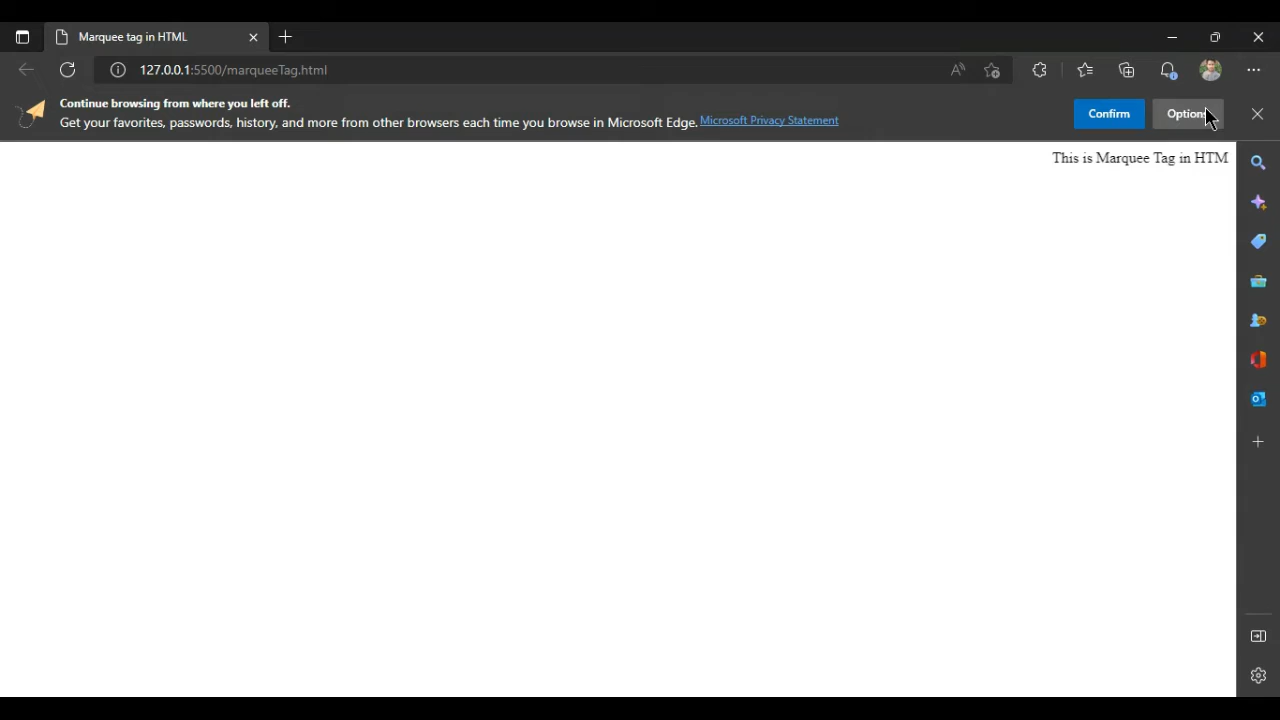 Marquee tag in HTML
127.0.0.1:5500/marqueeTag.html
Continue browsing from where you left off.
Get your favorites, passwords, history, and more from other browsers each time you browse in Microsoft Edge. Microsoft Privacy Statement
Confirm
Options
This is Marquee Tag in HTM